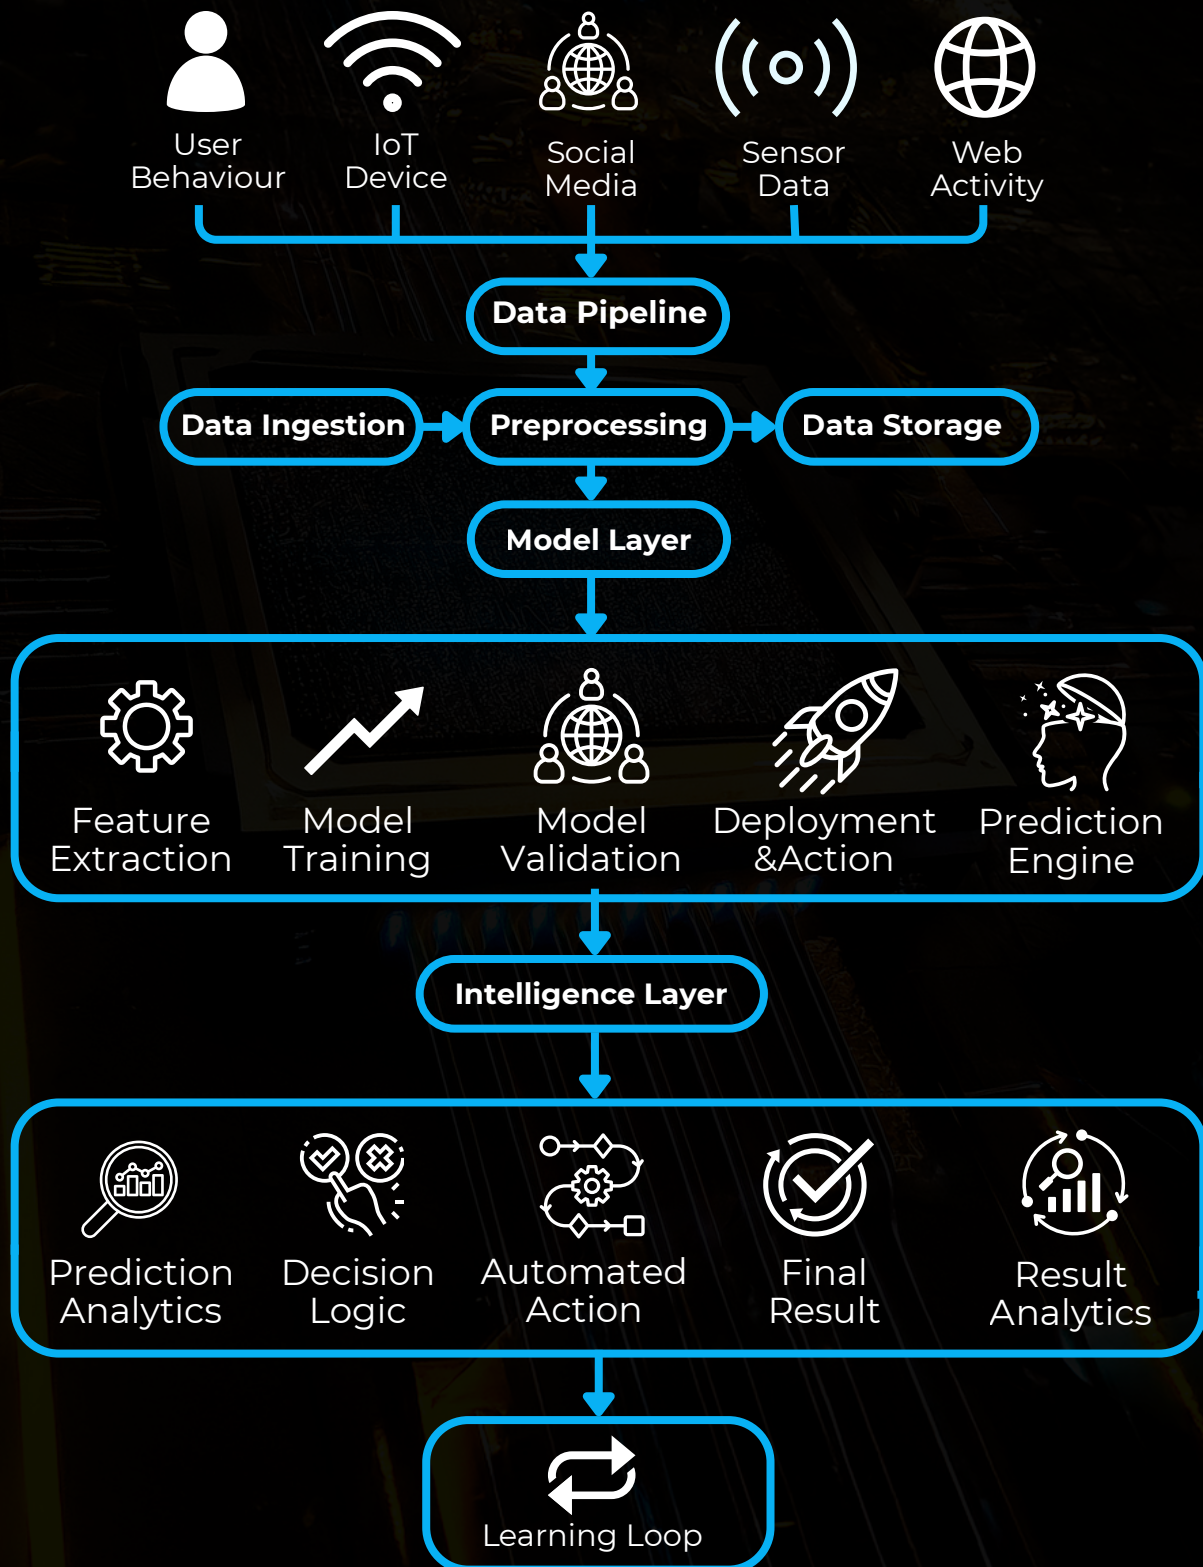 User
Behaviour
IoT
Device
Social
Media
Sensor
Data
Web
Activity
Data Pipeline
Data Ingestion
Preprocessing
Data Storage
Model Layer
Feature
Extraction
Model
Training
Model
Validation
Deployment
&Action
Prediction
Engine
Intelligence Layer
Prediction
Analytics
Decision
Logic
Automated
Action
Final
Result
Result
Analytics
Learning Loop